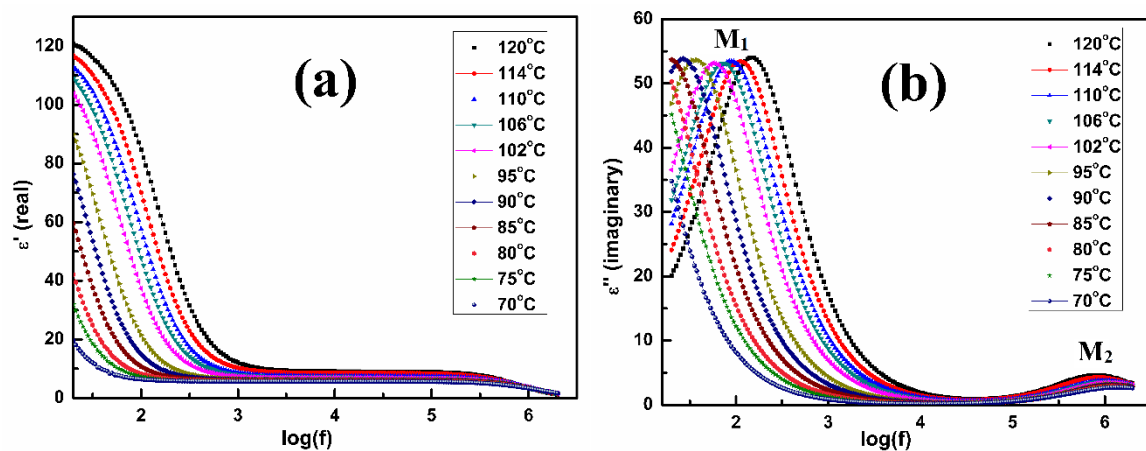 (a)
ε' (real)
120
100
80
60
40
20
0
2
3
4
5
6
log(f)
120°C
114°C
110°C
106°C
102°C
95°C
90°C
85°C
80°C
75°C
70°C
(b)
M₁
M₂
ε'' (imaginary)
60
50
40
30
20
10
0
2
3
4
5
6
log(f)
120°C
114°C
110°C
106°C
102°C
95°C
90°C
85°C
80°C
75°C
70°C